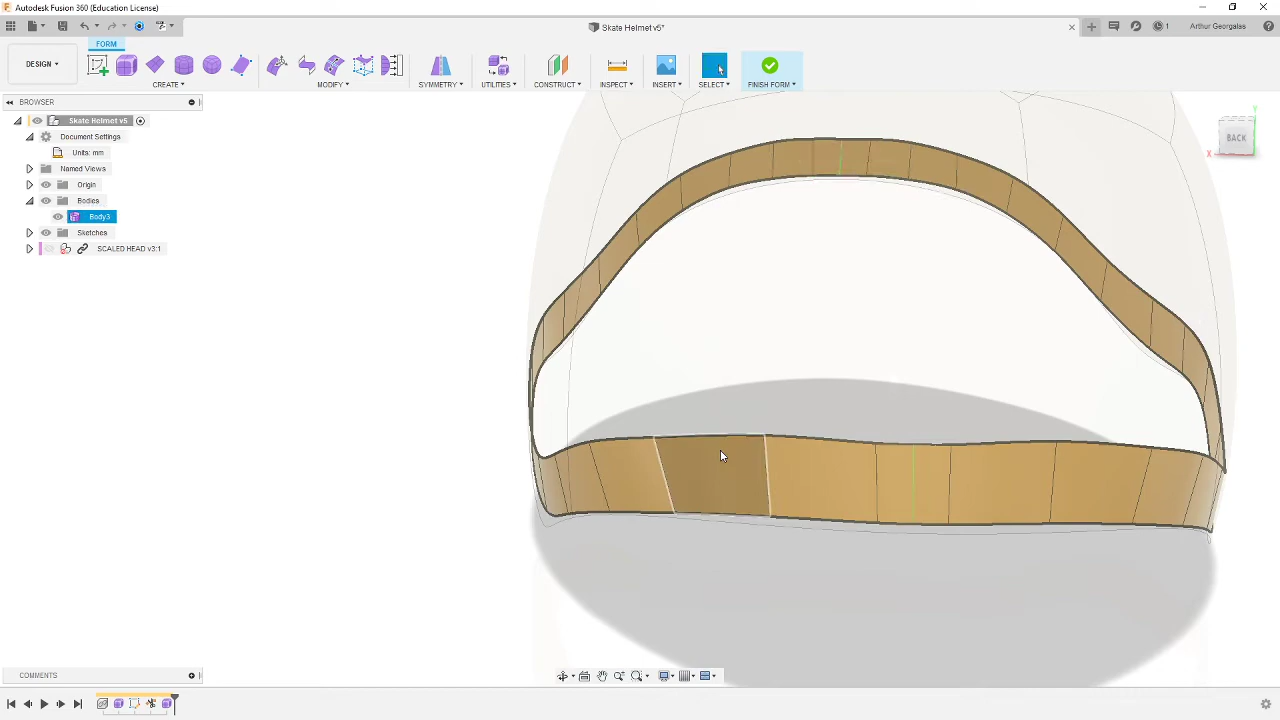 Autodesk Fusion 360 (Education License)
Skate Helmet v5*
1
Arthur Georgalas
FORM
DESIGN
CREATE
MODIFY
SYMMETRY
UTILITIES
CONSTRUCT
INSPECT
INSERT
SELECT
FINISH FORM
BROWSER
Skate Helmet v5
Document Settings
Units: mm
Named Views
Origin
Bodies
Body3
Sketches
SCALED HEAD v3:1
Y
BACK
X
COMMENTS